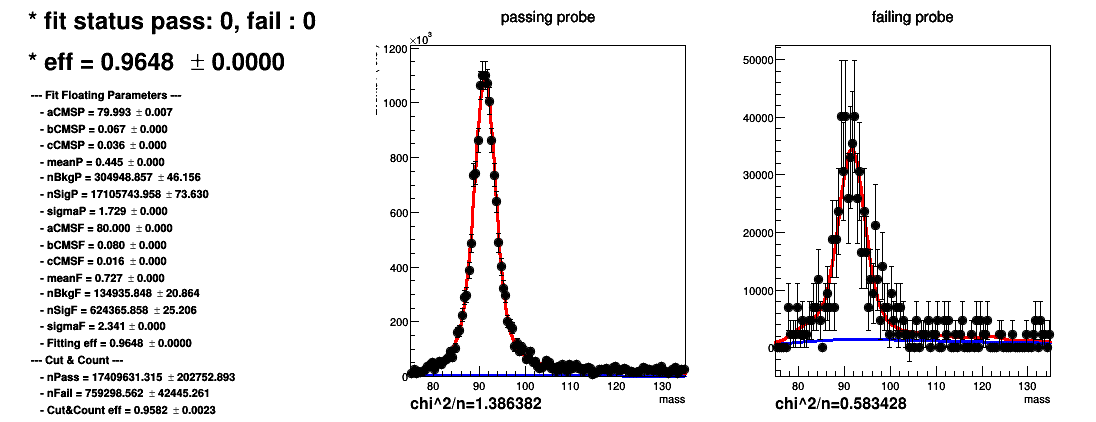 * fit status pass: 0, fail : 0
* eff = 0.9648 ± 0.0000
--- Fit Floating Parameters ---
- aCMSP = 79.993 ± 0.007
- bCMSP = 0.067 ± 0.000
- cCMSP = 0.036 ± 0.000
- meanP = 0.445 ± 0.000
- nBkgP = 304948.857 ± 46.156
- nSigP = 17105743.958 ± 73.630
- sigmaP = 1.729 ± 0.000
- aCMSF = 80.000 ± 0.000
- bCMSF = 0.080 ± 0.000
- cCMSF = 0.016 ± 0.000
- meanF = 0.727 ± 0.000
- nBkgF = 134935.848 ± 20.864
- nSigF = 624365.858 ± 25.206
- sigmaF = 2.341 ± 0.000
- Fitting eff = 0.9648 ± 0.0000
--- Cut & Count ---
- nPass = 17409631.315 ± 202752.893
- nFail = 759298.562 ± 42445.261
- Cut&Count eff = 0.9582 ± 0.0023
passing probe
×10³
1200
1000
800
600
400
200
0
80 90 100 110 120 130
mass
chi^2/n=1.386382
failing probe
50000
40000
30000
20000
10000
0
80 90 100 110 120 130
mass
chi^2/n=0.583428